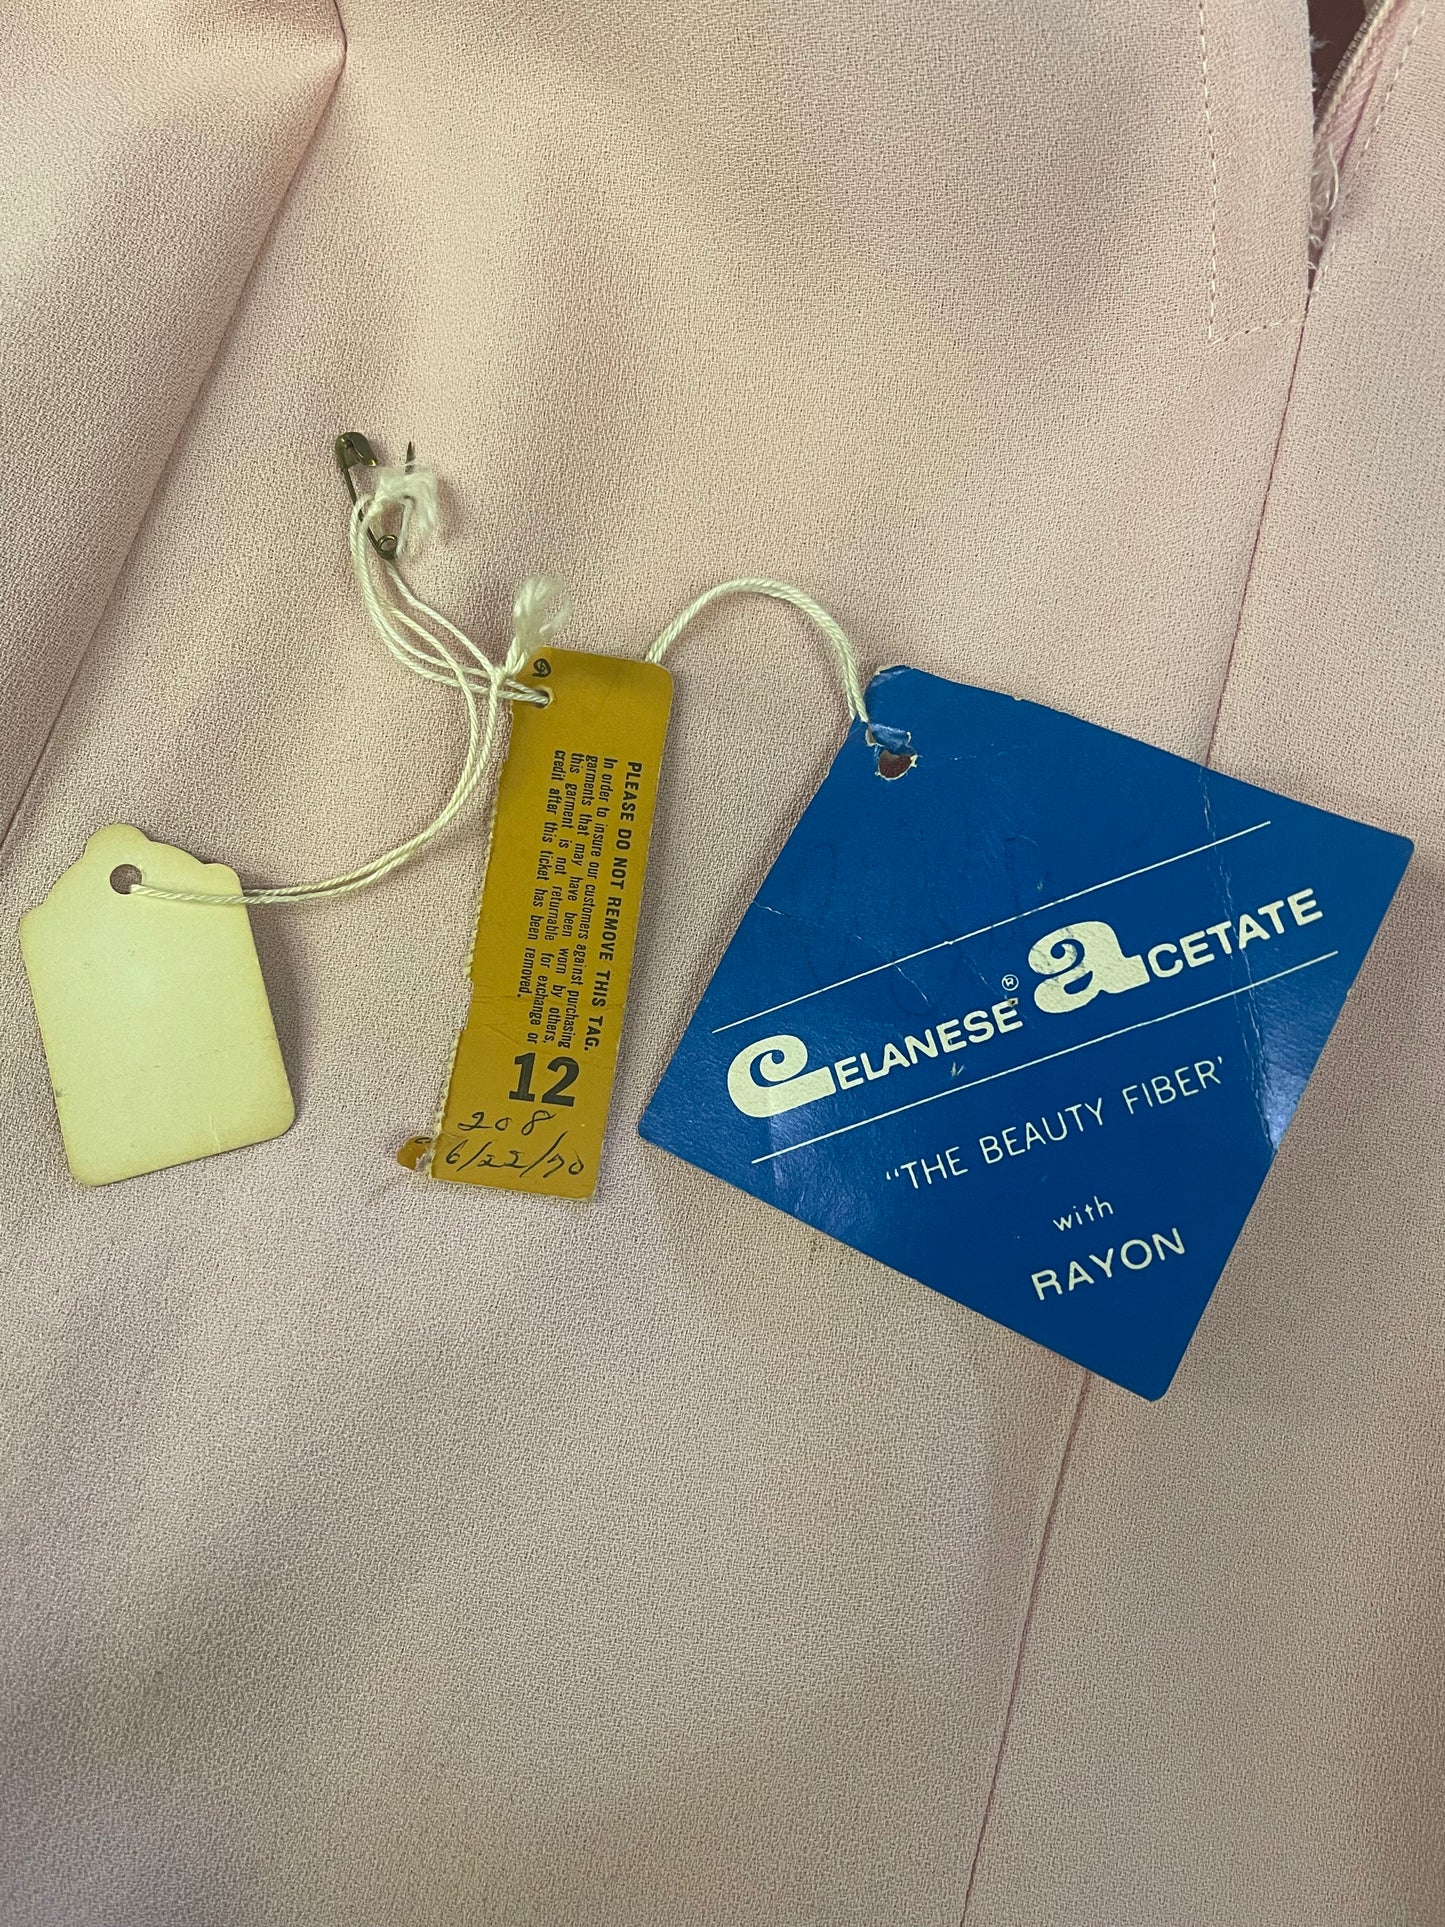 PLEASE DO NOT REMOVE THIS TAG.
In order to insure our customers against purchasing
garments that may have been worn by others,
this garment is not returnable for exchange or
credit after this ticket has been removed.
12
208
6/22/70
CELANESE® ACETATE
“THE BEAUTY FIBER’
with
RAYON